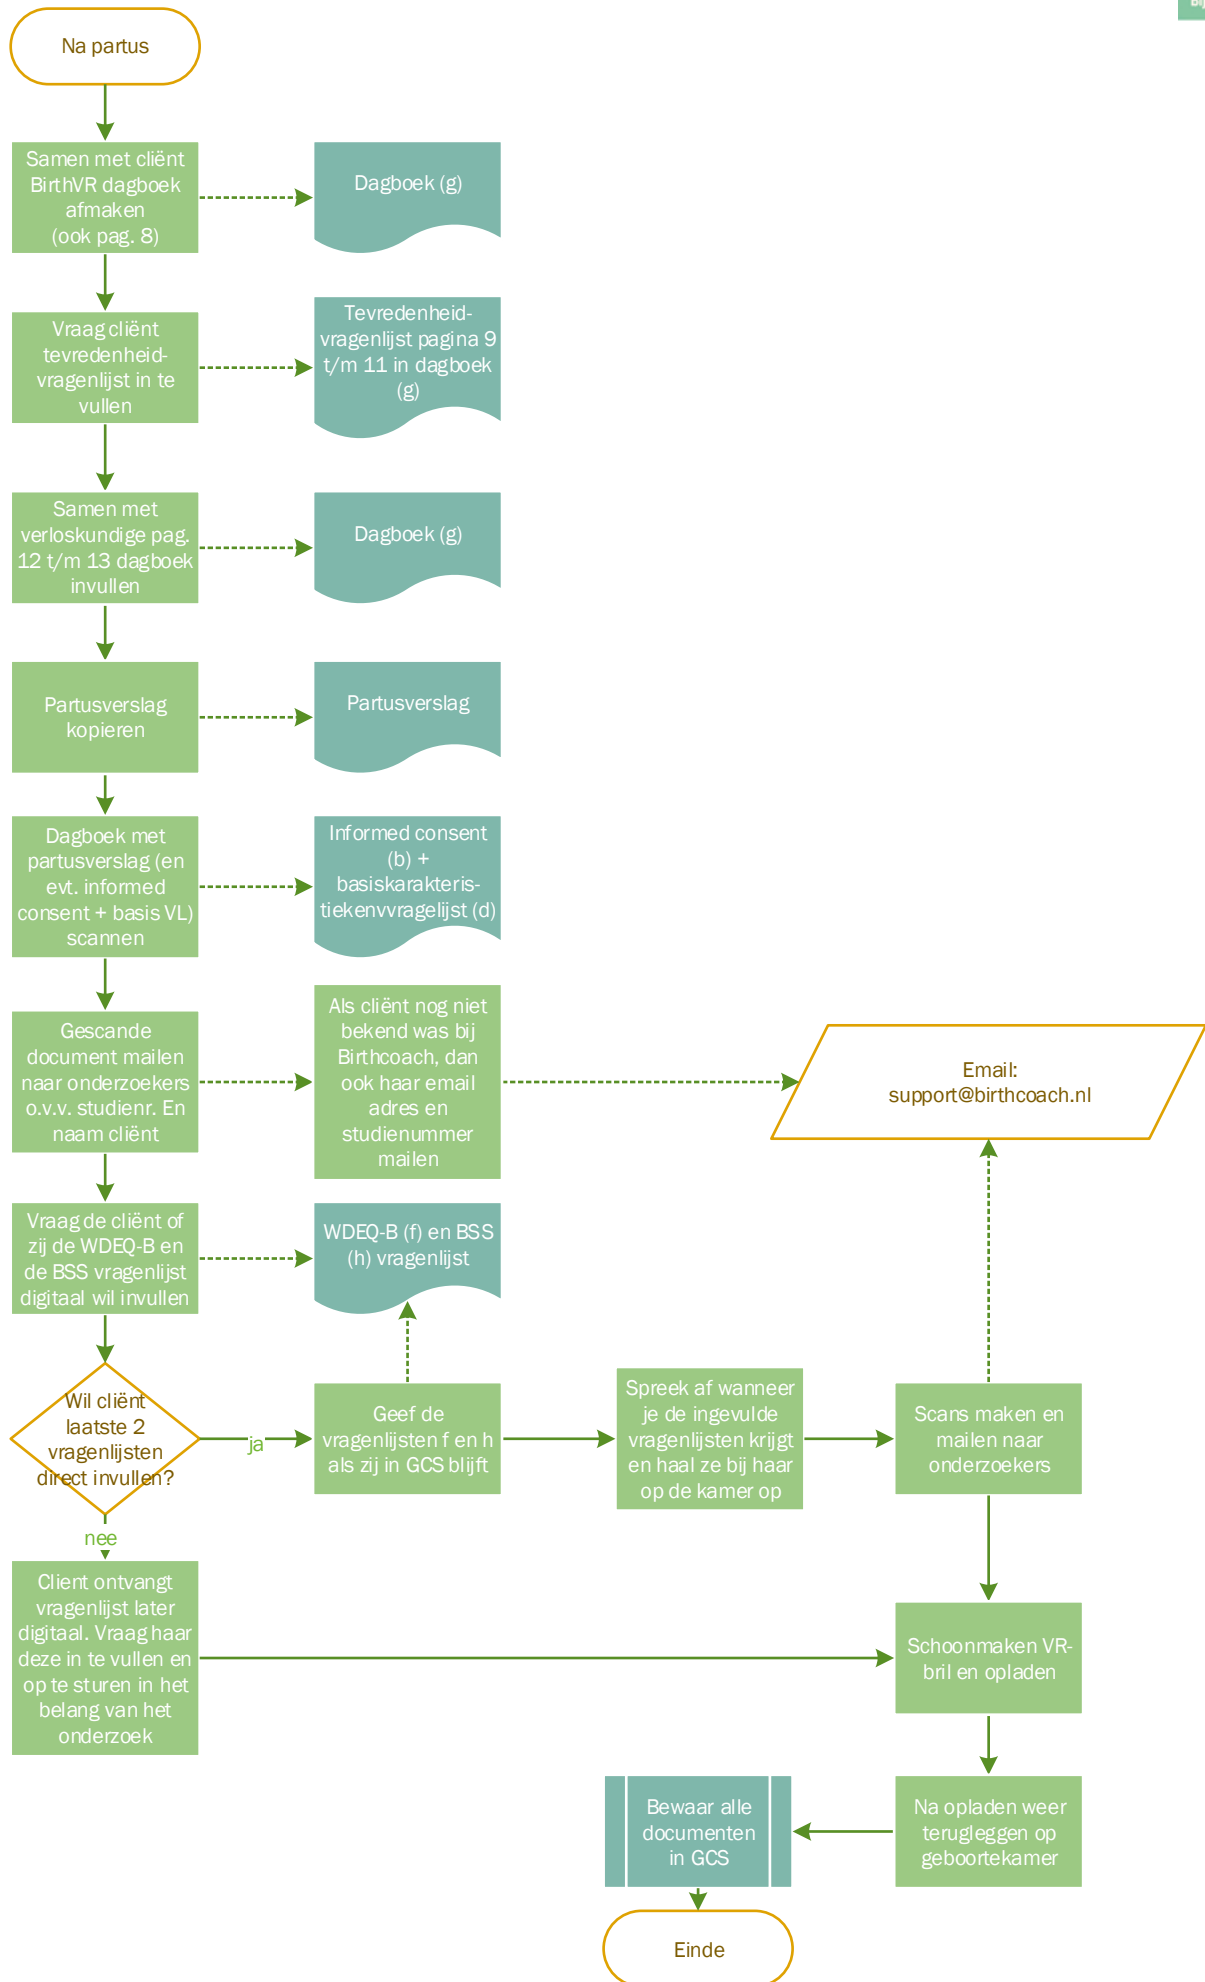 Na partus
Samen met cliënt
BirthVR dagboek
afmaken
(ook pag. 8)
Dagboek (g)
Vraag cliënt
tevredenheid-
vragenlijst in te
vullen
Tevredenheid-
vragenlijst pagina 9
t/m 11 in dagboek
(g)
Samen met
verloskundige pag.
12 t/m 13 dagboek
invullen
Dagboek (g)
Partusverslag
kopieren
Partusverslag
Dagboek met
partusverslag (en
evt. informed
consent + basis VL)
scannen
Informed consent
(b) +
basiskarakteris-
tiekenvvragelijst (d)
Gescande
document mailen
naar onderzoekers
o.v.v. studienr. En
naam cliënt
Als cliënt nog niet
bekend was bij
Birthcoach, dan
ook haar email
adres en
studienummer
mailen
Email:
support@birthcoach.nl
Vraag de cliënt of
zij de WDEQ-B en
de BSS vragenlijst
digitaal wil invullen
WDEQ-B (f) en BSS
(h) vragenlijst
Wil cliënt
laatste 2
vragenlijsten
direct invullen?
ja
Geef de
vragenlijsten f en h
als zij in GCS blijft
Spreek af wanneer
je de ingevulde
vragenlijsten krijgt
en haal ze bij haar
op de kamer op
Scans maken en
mailen naar
onderzoekers
nee
Client ontvangt
vragenlijst later
digitaal. Vraag haar
deze in te vullen en
op te sturen in het
belang van het
onderzoek
Schoonmaken VR-
bril en opladen
Na opladen weer
terugleggen op
geboortekamer
Bewaar alle
documenten
in GCS
Einde